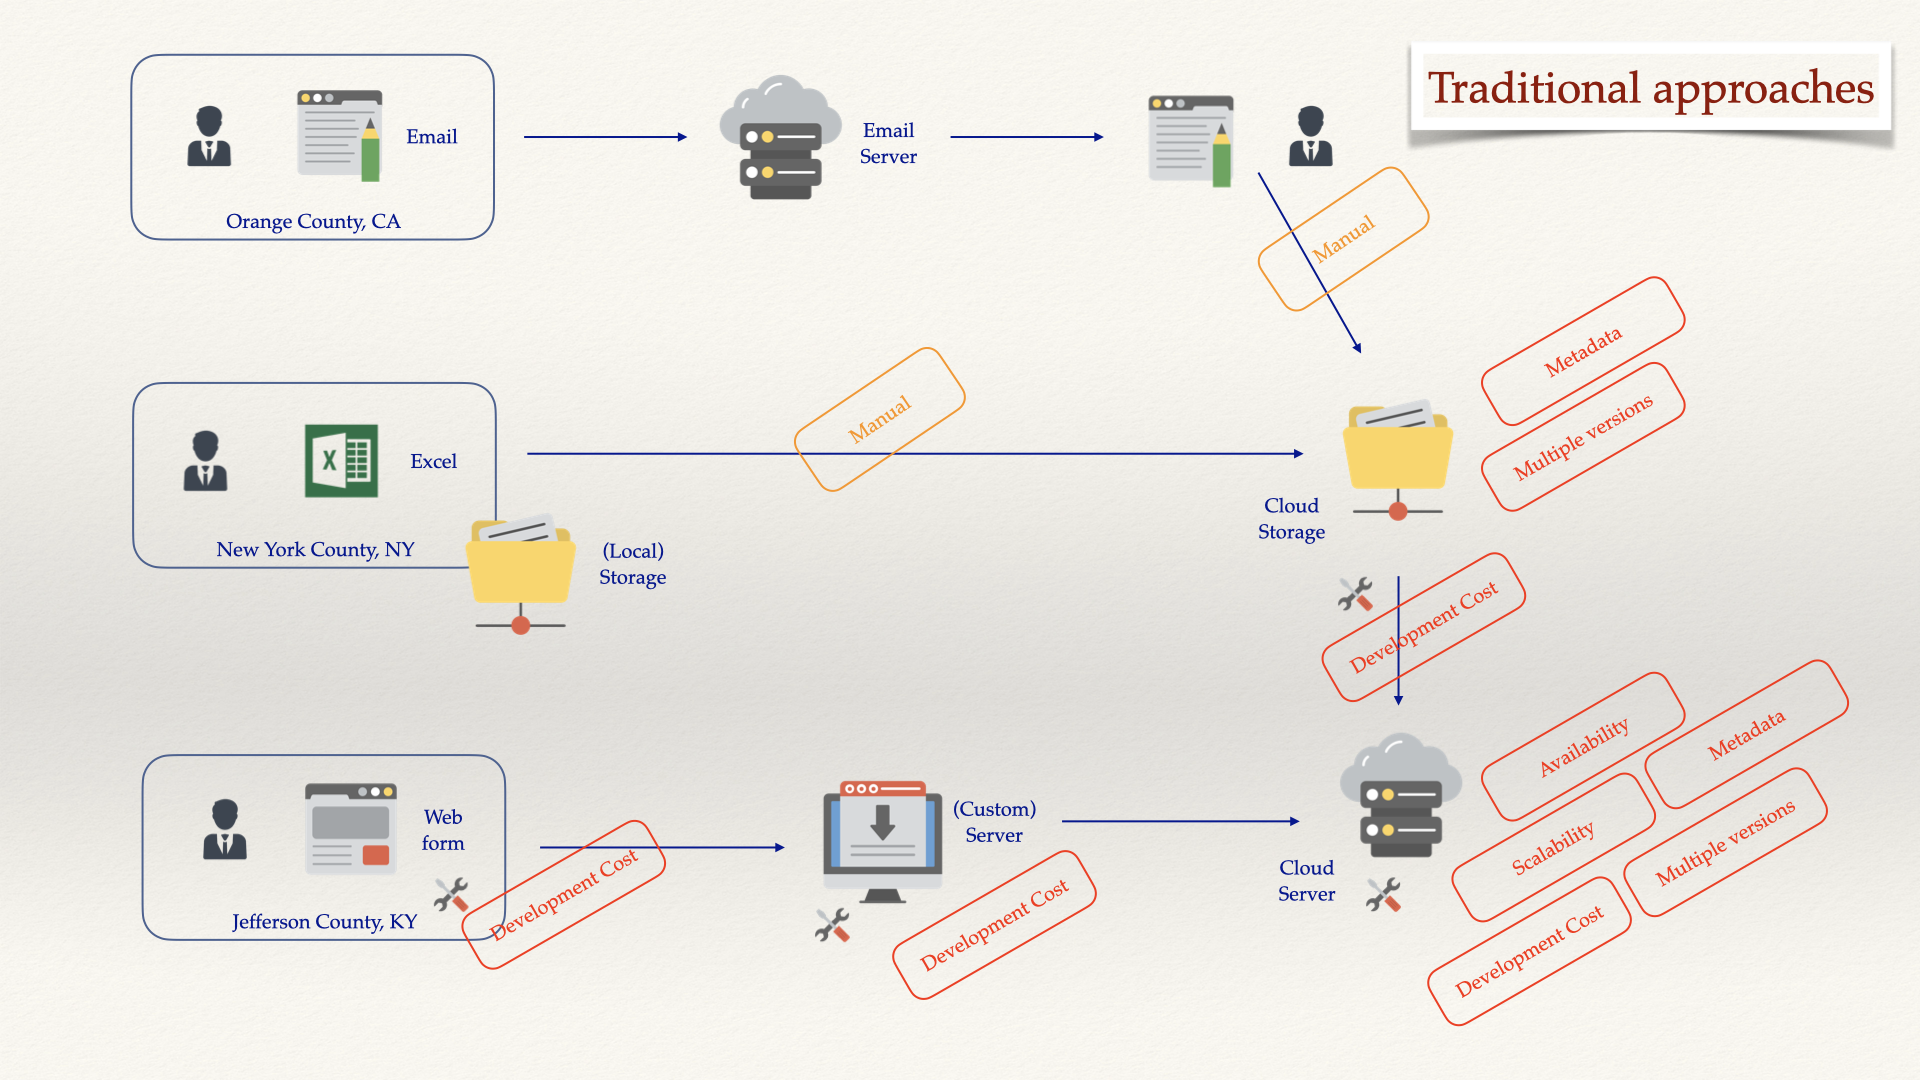 Traditional approaches
Email
Orange County, CA
Email
Server
Manual
Metadata
Multiple versions
Manual
X
Excel
New York County, NY
(Local)
Storage
Cloud
Storage
Development Cost
Availability
Metadata
Scalability
Multiple versions
Development Cost
Web
form
Jefferson County, KY
Development Cost
(Custom)
Server
Development Cost
Cloud
Server